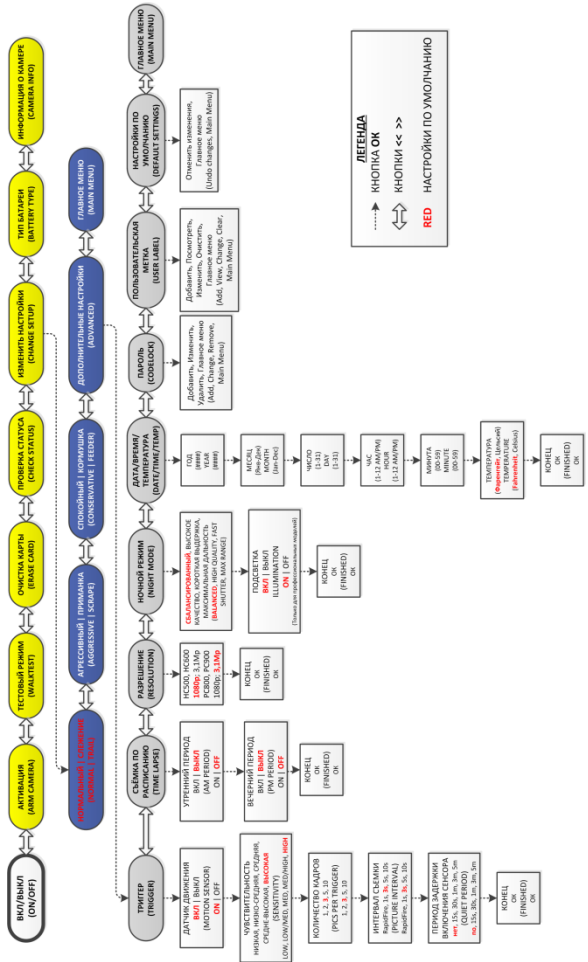 ВКЛ/ВЫКЛ
(ON/OFF)
АКТИВАЦИЯ
(ARM CAMERA)
ТЕСТОВЫЙ РЕЖИМ
(WALKTEST)
ОЧИСТКА КАРТЫ
(ERASE CARD)
ПРОВЕРКА СТАТУСА
(CHECK STATUS)
ИЗМЕНИТЬ НАСТРОЙКИ
(CHANGE SETUP)
ТИП БАТАРЕИ
(BATTERY TYPE)
ИНФОРМАЦИЯ О КАМЕРЕ
(CAMERA INFO)
НОРМАЛЬНЫЙ | СЛЕЖЕНИЕ
(NORMAL | TRAIL)
АГРЕССИВНЫЙ | ПРИМАНКА
(AGGRESSIVE | SCRAPE)
СПОКОЙНЫЙ | КОРМУШКА
(CONSERVATIVE | FEEDER)
ДОПОЛНИТЕЛЬНЫЕ НАСТРОЙКИ
(ADVANCED)
ГЛАВНОЕ МЕНЮ
(MAIN MENU)
ТРИГГЕР
(TRIGGER)
СЪЁМКА ПО
РАСПИСАНИЮ
(TIME LAPSE)
РАЗРЕШЕНИЕ
(RESOLUTION)
НОЧНОЙ РЕЖИМ
(NIGHT MODE)
ДАТА/ВРЕМЯ/
ТЕМПЕРАТУРА
(DATE/TIME/TEMP)
ПАРОЛЬ
(CODELOCK)
ПОЛЬЗОВАТЕЛЬСКАЯ
МЕТКА
(USER LABEL)
НАСТРОЙКИ ПО
УМОЛЧАНИЮ
(DEFAULT SETTINGS)
ГЛАВНОЕ МЕНЮ
(MAIN MENU)
ДАТЧИК ДВИЖЕНИЯ
ВКЛ | ВЫКЛ
(MOTION SENSOR)
ON | OFF
ЧУВСТВИТЕЛЬНОСТЬ
НИЗКАЯ, НИЗКО-СРЕДНЯЯ, СРЕДНЯЯ,
СРЕДНЕ-ВЫСОКАЯ, ВЫСОКАЯ
(SENSITIVITY)
LOW, LOW/MED, MED, MED/HIGH, HIGH
КОЛИЧЕСТВО КАДРОВ
1, 2, 3, 5, 10
(PICS PER TRIGGER)
1, 2, 3, 5, 10
ИНТЕРВАЛ СЪЕМКИ
RapidFire, 1s, 3s, 5s, 10s
(PICTURE INTERVAL)
RapidFire, 1s, 3s, 5s, 10s
ПЕРИОД ЗАДЕРЖКИ
ВКЛЮЧЕНИЯ СЕНСОРА
нет, 15s, 30s, 1m, 3m, 5m
(QUIET PERIOD)
no, 15s, 30s, 1m, 3m, 5m
КОНЕЦ
OK
(FINISHED)
OK
УТРЕННИЙ ПЕРИОД
ВКЛ | ВЫКЛ
(AM PERIOD)
ON | OFF
ВЕЧЕРНИЙ ПЕРИОД
ВКЛ | ВЫКЛ
(PM PERIOD)
ON | OFF
КОНЕЦ
OK
(FINISHED)
OK
HC500, HC600
1080p; 3,1Mp
PC800, PC900
1080p; 3,1Mp
КОНЕЦ
OK
(FINISHED)
OK
СБАЛАНСИРОВАННЫЙ, ВЫСОКОЕ
КАЧЕСТВО, КОРОТКАЯ ВЫДЕРЖКА,
МАКСИМАЛЬНАЯ ДАЛЬНОСТЬ
(BALANCED, HIGH QUALITY, FAST
SHUTTER, MAX RANGE)
ПОДСВЕТКА
ВКЛ | ВЫКЛ
ILLUMINATION
ON | OFF
(Только для профессиональных моделей)
КОНЕЦ
OK
(FINISHED)
OK
ГОД
(####)
YEAR
(####)
МЕСЯЦ
(Янв-Дек)
MONTH
(Jan-Dec)
ЧИСЛО
(1-31)
DAY
(1-31)
ЧАС
(1-12 AM/PM)
HOUR
(1-12 AM/PM)
МИНУТА
(00-59)
MINUTE
(00-59)
ТЕМПЕРАТУРА
(Фаренгейт, Цельсий)
TEMPERATURE
(Fahrenheit, Celsius)
КОНЕЦ
OK
(FINISHED)
OK
Добавить, Изменить,
Удалить, Главное меню
(Add, Change, Remove,
Main Menu)
Добавить, Посмотреть,
Изменить, Очистить,
Главное меню
(Add, View, Change, Clear,
Main Menu)
Отменить изменения,
Главное меню
(Undo changes, Main Menu)
ЛЕГЕНДА
КНОПКА OK
КНОПКИ << >>
RED НАСТРОЙКИ ПО УМОЛЧАНИЮ